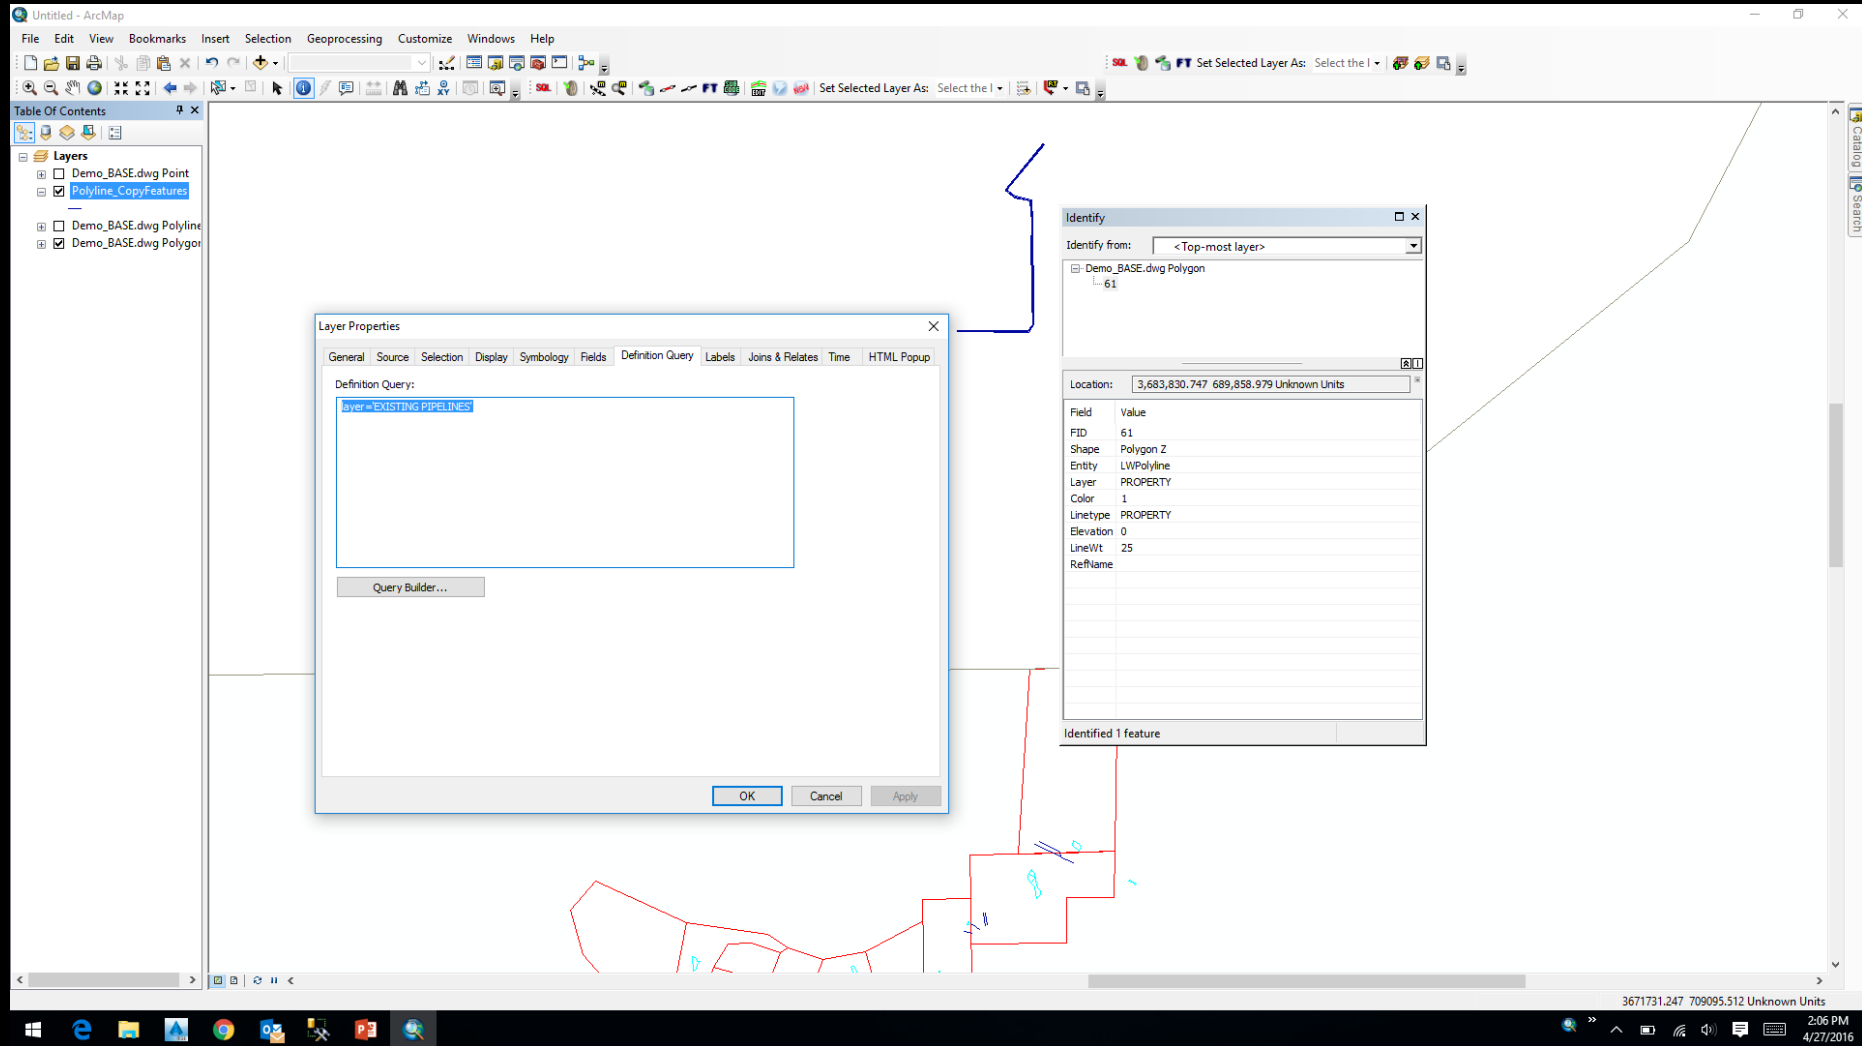 Untitled - ArcMap
File Edit View Bookmarks Insert Selection Geoprocessing Customize Windows Help
SQL FT Set Selected Layer As: Select the l
SQL FT EDIT Set Selected Layer As: Select the l
Table Of Contents
Layers
Demo_BASE.dwg Point
Polyline_CopyFeatures
Demo_BASE.dwg Polyline
Demo_BASE.dwg Polygor
Catalog
Search
Identify
Identify from: <Top-most layer>
Demo_BASE.dwg Polygon
61
Location: 3,683,830.747 689,858.979 Unknown Units
Field Value
FID 61
Shape Polygon Z
Entity LWPolyline
Layer PROPERTY
Color 1
Linetype PROPERTY
Elevation 0
LineWt 25
RefName
Identified 1 feature
Layer Properties
General Source Selection Display Symbology Fields Definition Query Labels Joins & Relates Time HTML Popup
Definition Query:
layer='EXISTING PIPELINES'
Query Builder...
OK Cancel Apply
3671731.247 709095.512 Unknown Units
2:06 PM
4/27/2016